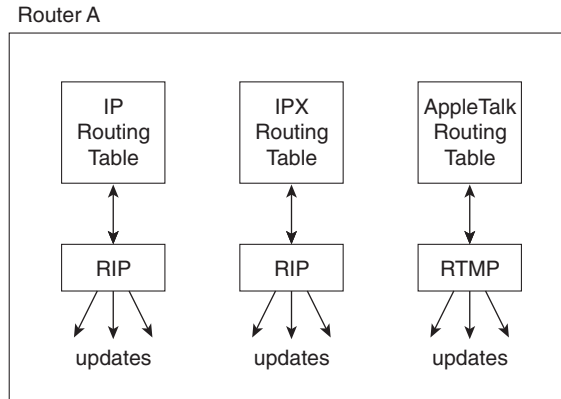 Router A
IP
Routing
Table
IPX
Routing
Table
AppleTalk
Routing
Table
RIP
RIP
RTMP
updates
updates
updates